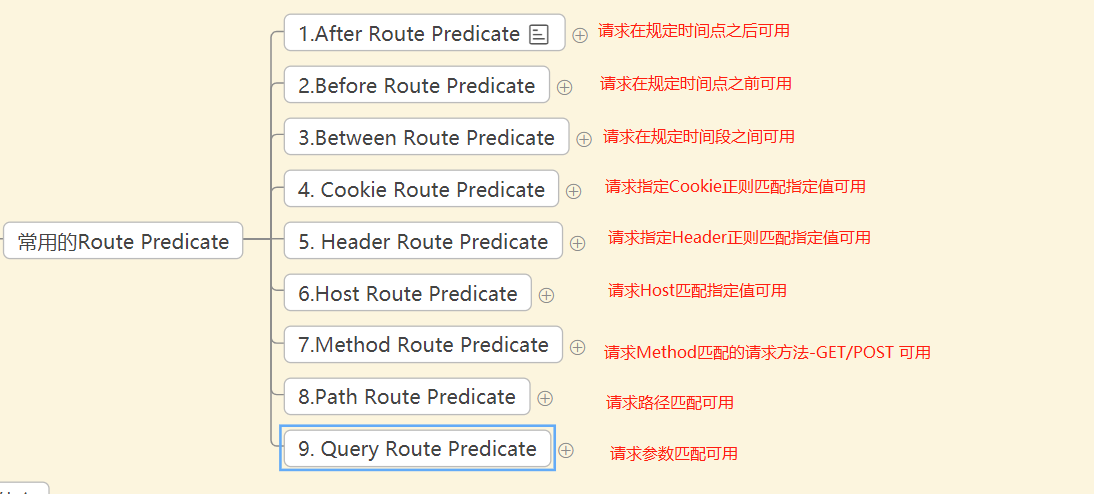 1.After Route Predicate 请求在规定时间点之后可用
2.Before Route Predicate 请求在规定时间点之前可用
3.Between Route Predicate 请求在规定时间段之间可用
4. Cookie Route Predicate 请求指定Cookie正则匹配指定值可用
常用的Route Predicate
5. Header Route Predicate 请求指定Header正则匹配指定值可用
6.Host Route Predicate 请求Host匹配指定值可用
7.Method Route Predicate 请求Method匹配的请求方法-GET/POST 可用
8.Path Route Predicate 请求路径匹配可用
9. Query Route Predicate 请求参数匹配可用